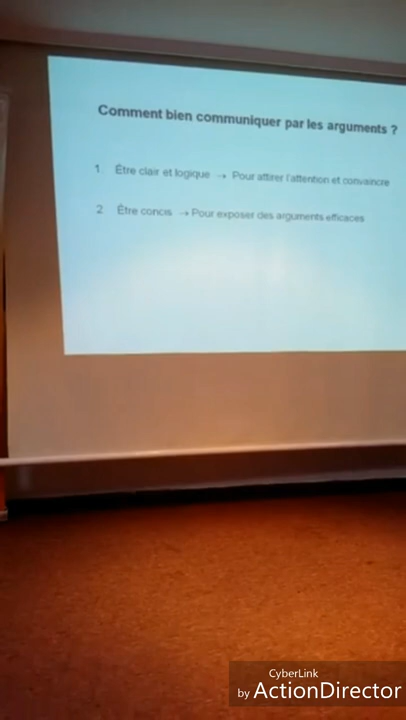 Comment bien communiquer par les arguments ?
1. Être clair et logique → Pour attirer l'attention et convaincre
2 Être concis → Pour exposer des arguments efficaces
CyberLink
by ActionDirector